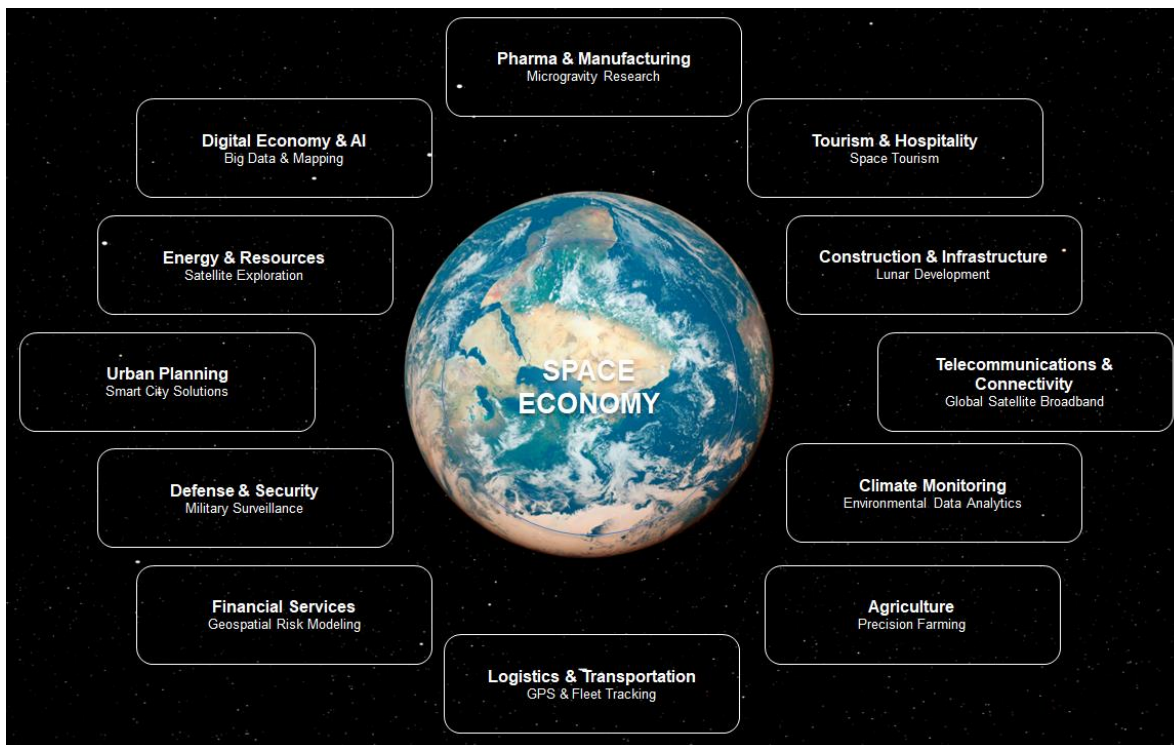 Pharma & Manufacturing
Microgravity Research
Digital Economy & AI
Big Data & Mapping
Tourism & Hospitality
Space Tourism
Energy & Resources
Satellite Exploration
Construction & Infrastructure
Lunar Development
Urban Planning
Smart City Solutions
SPACE
ECONOMY
Telecommunications &
Connectivity
Global Satellite Broadband
Defense & Security
Military Surveillance
Climate Monitoring
Environmental Data Analytics
Financial Services
Geospatial Risk Modeling
Agriculture
Precision Farming
Logistics & Transportation
GPS & Fleet Tracking